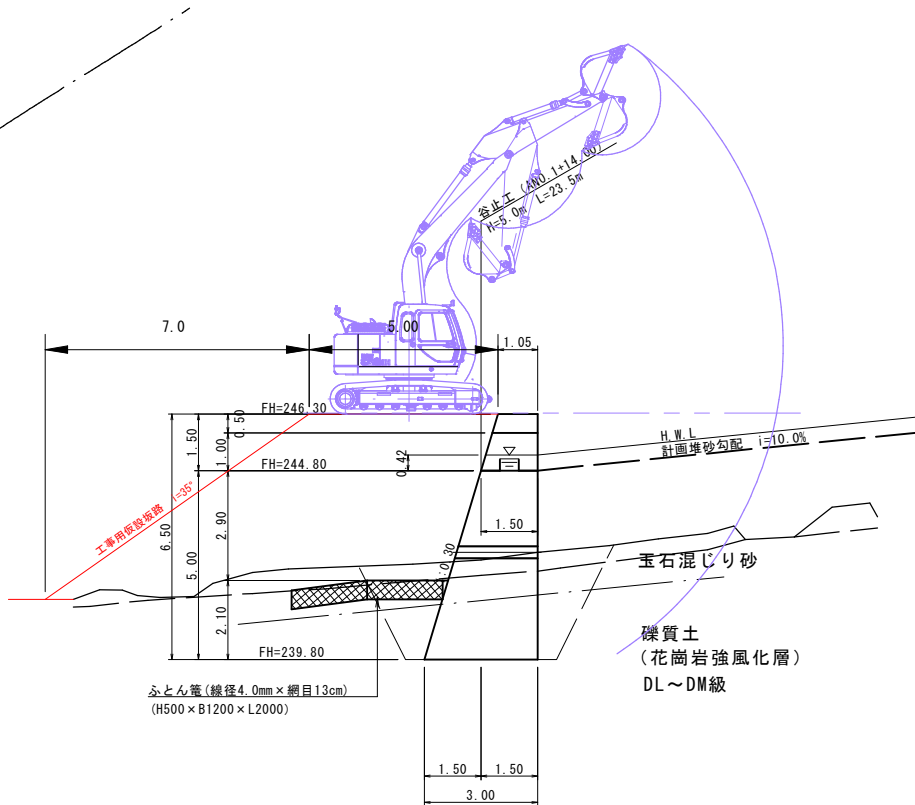 谷止工 (ANO.1+14.00)
H=5.0m L=23.5m
7.0
5.00
1.05
FH=246.30
0.50
1.50
1.00
0.42
H.W.L
計画堆砂勾配 i=10.0%
FH=244.80
工事用仮設坂路 i=35°
6.50
5.00
2.90
1.50
:0.30
玉石混じり砂
2.10
礫質土
(花崗岩強風化層)
DL～DM級
FH=239.80
ふとん篭(線径4.0mm×網目13cm)
(H500×B1200×L2000)
1.50
1.50
3.00